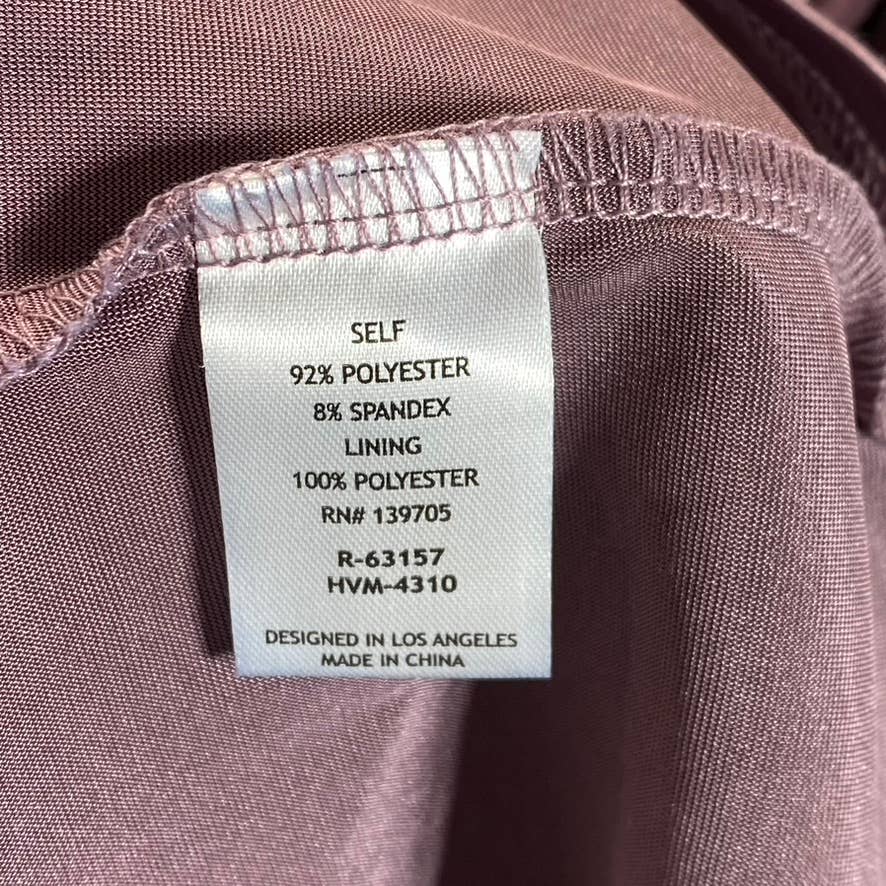 SELF
92% POLYESTER
8% SPANDEX
LINING
100% POLYESTER
RN# 139705
R-63157
HVM-4310
DESIGNED IN LOS ANGELES
MADE IN CHINA